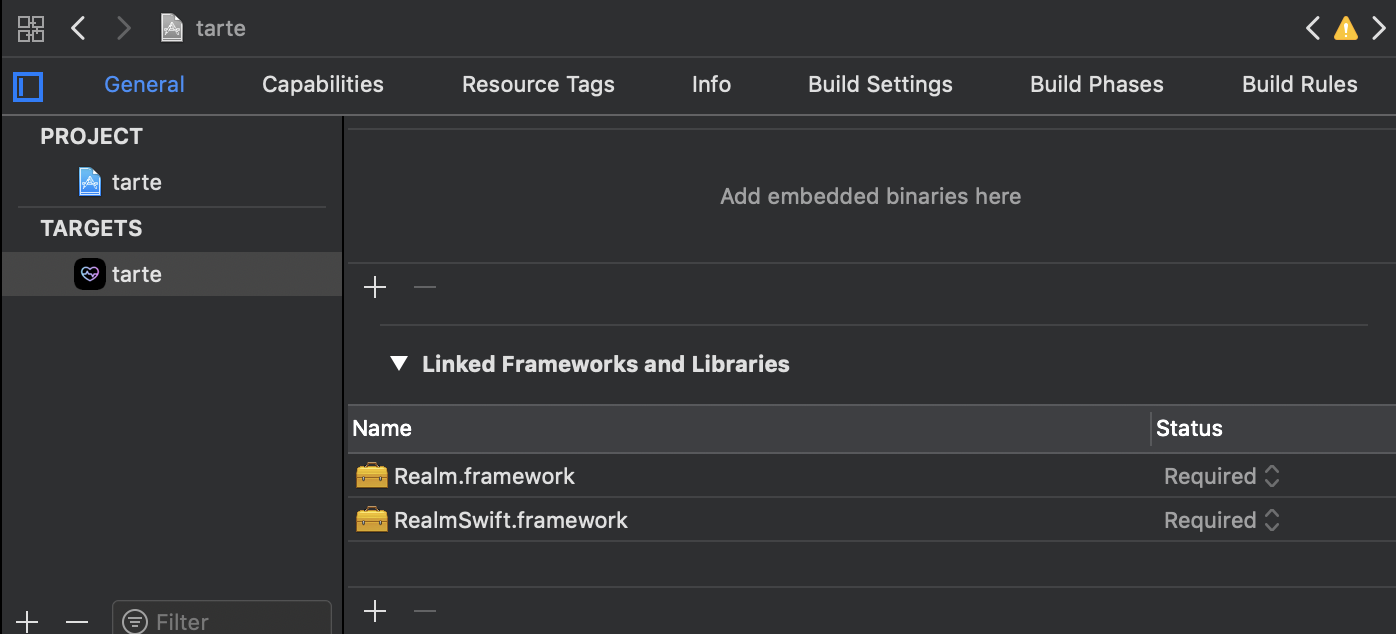 tarte
General Capabilities Resource Tags Info Build Settings Build Phases Build Rules
PROJECT
tarte
TARGETS
tarte
Add embedded binaries here
Linked Frameworks and Libraries
Name Status
Realm.framework Required
RealmSwift.framework Required
Filter